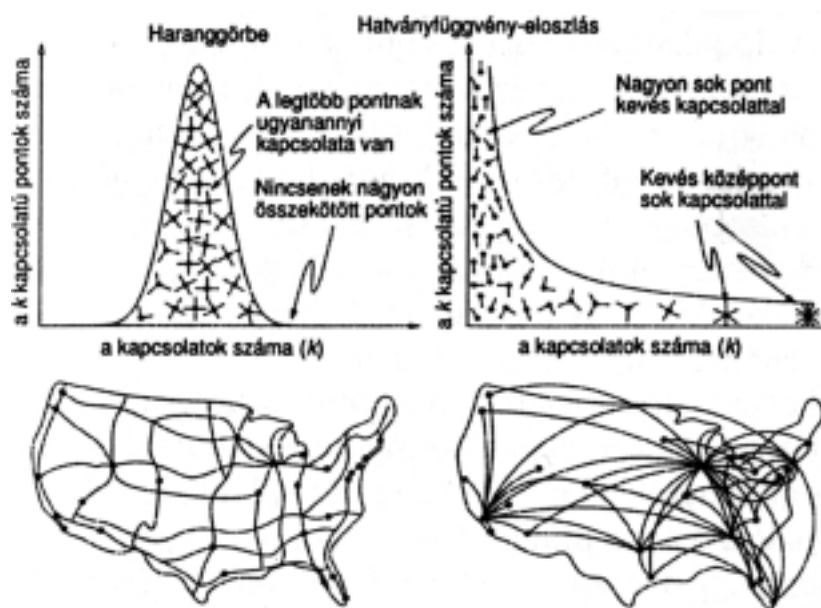 Haranggörbe
a k kapcsolatú pontok száma
A legtöbb pontnak
ugyanannyi
kapcsolata van
Nincsenek nagyon
összekötött pontok
a kapcsolatok száma (k)
Hatványfüggvény-eloszlás
a k kapcsolatú pontok száma
Nagyon sok pont
kevés kapcsolattal
Kevés középpont
sok kapcsolattal
a kapcsolatok száma (k)